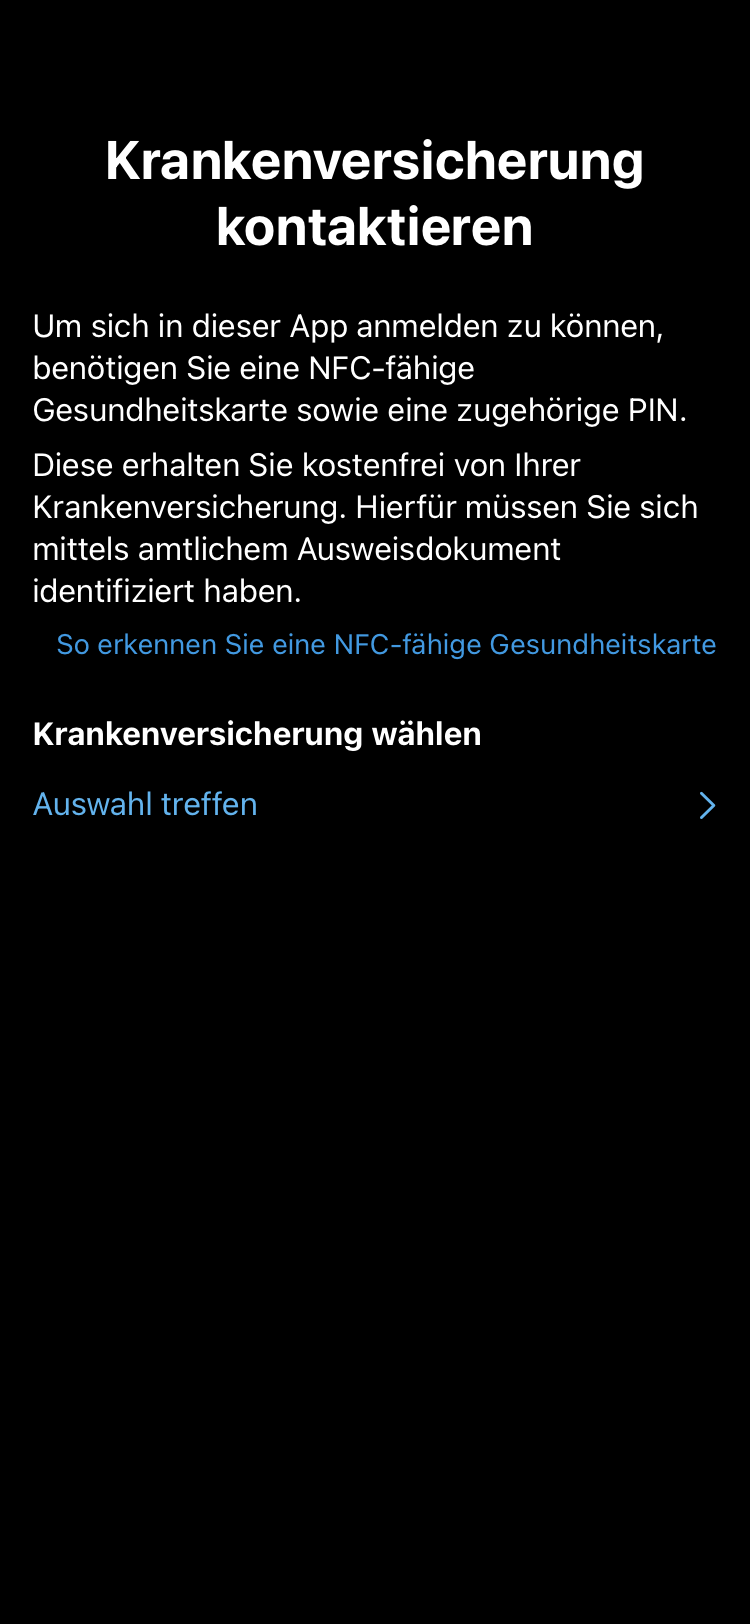 Krankenversicherung
kontaktieren
Um sich in dieser App anmelden zu können,
benötigen Sie eine NFC-fähige
Gesundheitskarte sowie eine zugehörige PIN.
Diese erhalten Sie kostenfrei von Ihrer
Krankenversicherung. Hierfür müssen Sie sich
mittels amtlichem Ausweisdokument
identifiziert haben.
So erkennen Sie eine NFC-fähige Gesundheitskarte
Krankenversicherung wählen
Auswahl treffen